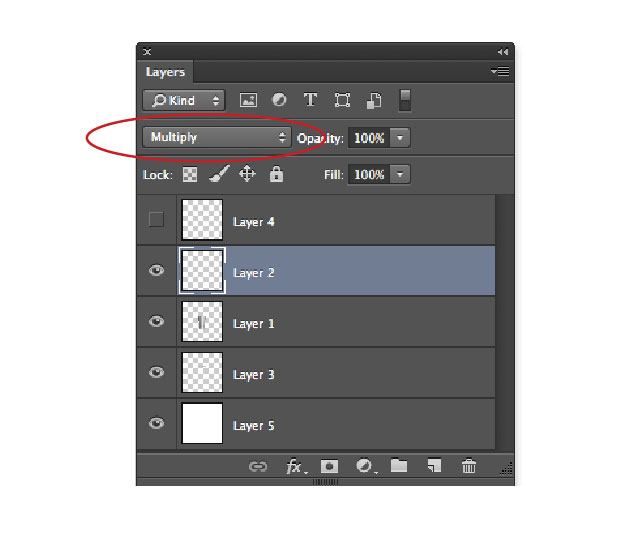 Layers
Kind
T
Multiply Opacity: 100%
Lock: Fill: 100%
Layer 4
Layer 2
Layer 1
Layer 3
Layer 5
fx